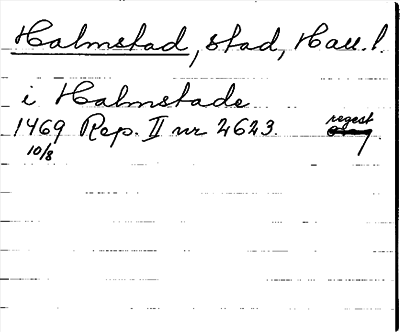 Halmstad, stad, Hall. l.
i Halmstade
1469 Rep. II nr 2623. regest
10/8